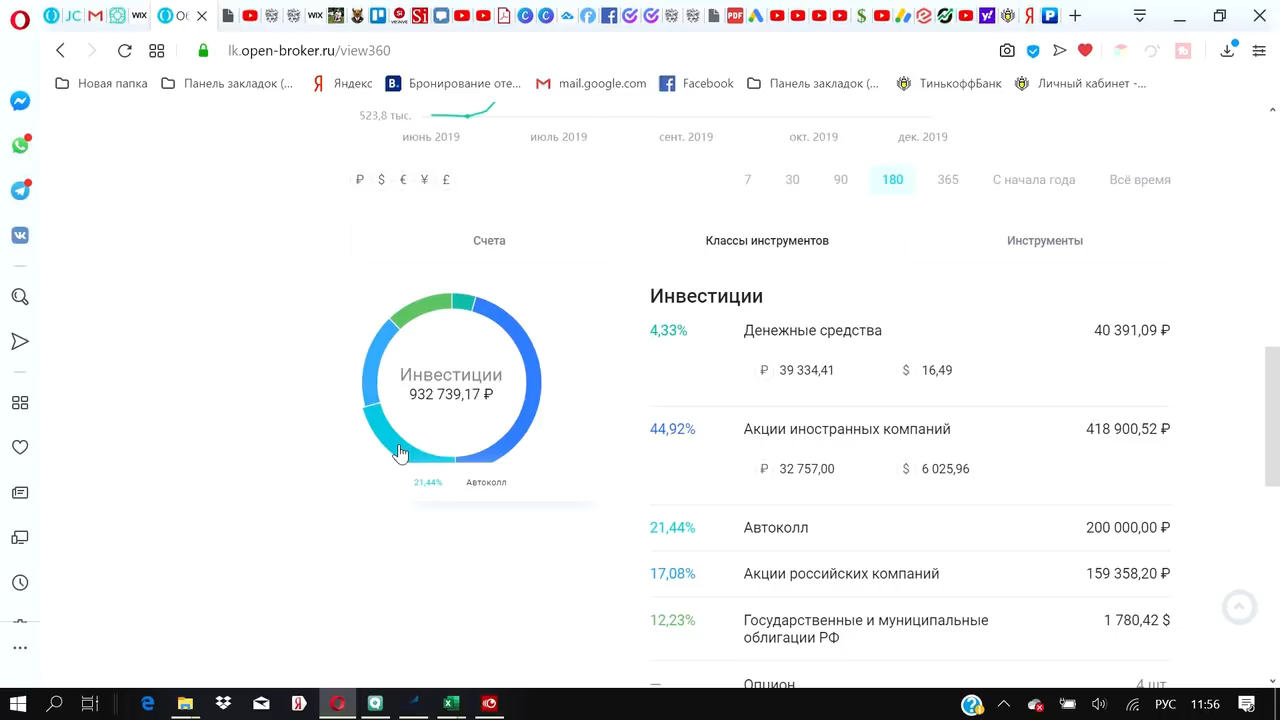 lk.open-broker.ru/view360
Новая папка
Панель закладок (...
Яндекс
Бронирование оте...
mail.google.com
Facebook
Панель закладок (...
ТинькоффБанк
Личный кабинет -...
523,8 тыс.
июнь 2019 июль 2019 сент. 2019 окт. 2019 дек. 2019
₽ $ € ¥ £ 7 30 90 180 365 С начала года Всё время
Счета Классы инструментов Инструменты
Инвестиции
932 739,17 ₽
21,44% Автоколл
Инвестиции
4,33% Денежные средства 40 391,09 ₽
₽ 39 334,41 $ 16,49
44,92% Акции иностранных компаний 418 900,52 ₽
₽ 32 757,00 $ 6 025,96
21,44% Автоколл 200 000,00 ₽
17,08% Акции российских компаний 159 358,20 ₽
12,23% Государственные и муниципальные 1 780,42 $
облигации РФ
— Опцион 4 шт.
РУС 11:56